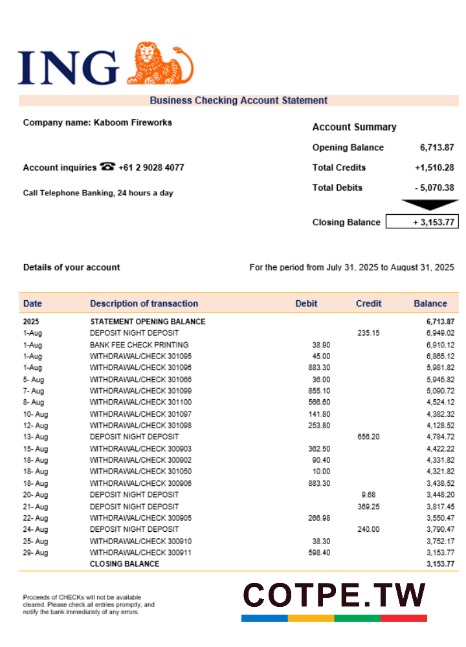 ING
Business Checking Account Statement
Company name: Kaboom Fireworks
Account Summary
Opening Balance 6,713.87
Account inquiries ☎ +61 2 9028 4077
Total Credits +1,510.28
Call Telephone Banking, 24 hours a day
Total Debits - 5,070.38
Closing Balance + 3,153.77
Details of your account For the period from July 31, 2025 to August 31, 2025
Date Description of transaction Debit Credit Balance
2025 STATEMENT OPENING BALANCE 6,713.87
1-Aug DEPOSIT NIGHT DEPOSIT 235.15 6,949.02
1-Aug BANK FEE CHECK PRINTING 38.90 6,910.12
1-Aug WITHDRAWAL/CHECK 301095 45.00 6,865.12
1-Aug WITHDRAWAL/CHECK 301096 883.30 5,981.82
5- Aug WITHDRAWAL/CHECK 301066 36.00 5,945.82
7- Aug WITHDRAWAL/CHECK 301099 855.10 5,090.72
8- Aug WITHDRAWAL/CHECK 301100 566.60 4,524.12
10- Aug WITHDRAWAL/CHECK 301097 141.80 4,382.32
12- Aug WITHDRAWAL/CHECK 301098 253.80 4,128.52
13- Aug DEPOSIT NIGHT DEPOSIT 656.20 4,784.72
15- Aug WITHDRAWAL/CHECK 300903 362.50 4,422.22
18- Aug WITHDRAWAL/CHECK 300902 90.40 4,331.82
18- Aug WITHDRAWAL/CHECK 301050 10.00 4,321.82
18- Aug WITHDRAWAL/CHECK 300906 883.30 3,438.52
20- Aug DEPOSIT NIGHT DEPOSIT 9.68 3,448.20
21- Aug DEPOSIT NIGHT DEPOSIT 369.25 3,817.45
22- Aug WITHDRAWAL/CHECK 300905 266.98 3,550.47
24- Aug DEPOSIT NIGHT DEPOSIT 240.00 3,790.47
25- Aug WITHDRAWAL/CHECK 300910 38.30 3,752.17
29- Aug WITHDRAWAL/CHECK 300911 598.40 3,153.77
CLOSING BALANCE 3,153.77
Proceeds of CHECKs will not be available
cleared. Please check all entries promptly, and
notify the bank immediately of any errors.
COTPE.TW